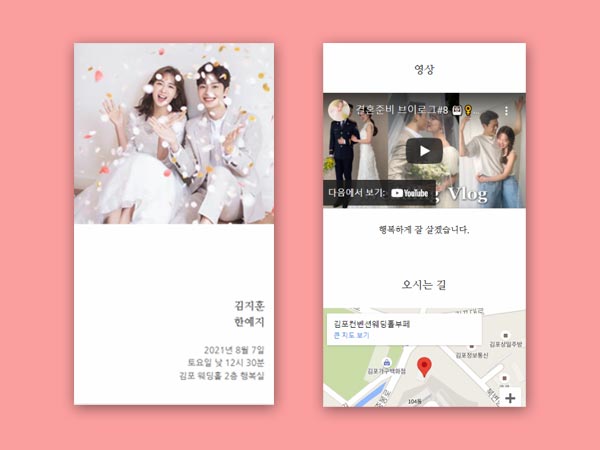 김지훈
한예지
2021년 8월 7일
토요일 낮 12시 30분
김포 웨딩홀 2층 행복실
영상
결혼준비 브이로그#8
다음에서 보기: YouTube
Vlog
행복하게 잘 살겠습니다.
오시는 길
김포컨벤션웨딩홀부페
큰 지도 보기
김포상일주방
김포정보통신
김포가구백화점
104동